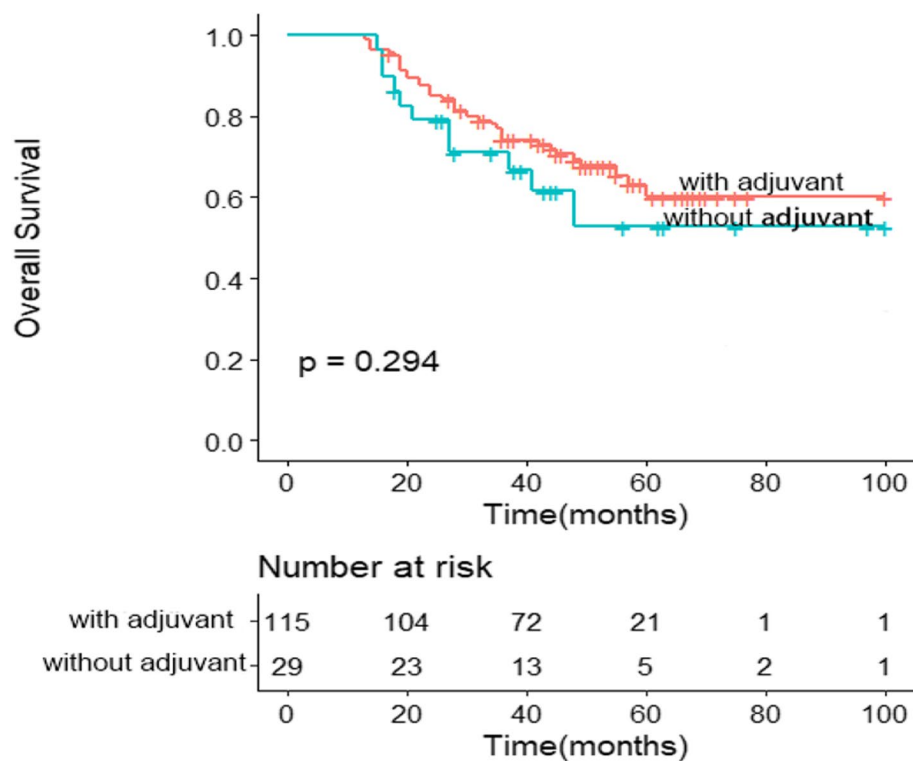 Overall Survival
1.0
0.8
0.6
0.4
0.2
0.0
with adjuvant
without adjuvant
p = 0.294
0 20 40 60 80 100
Time(months)
Number at risk
with adjuvant 115 104 72 21 1 1
without adjuvant 29 23 13 5 2 1
0 20 40 60 80 100
Time(months)